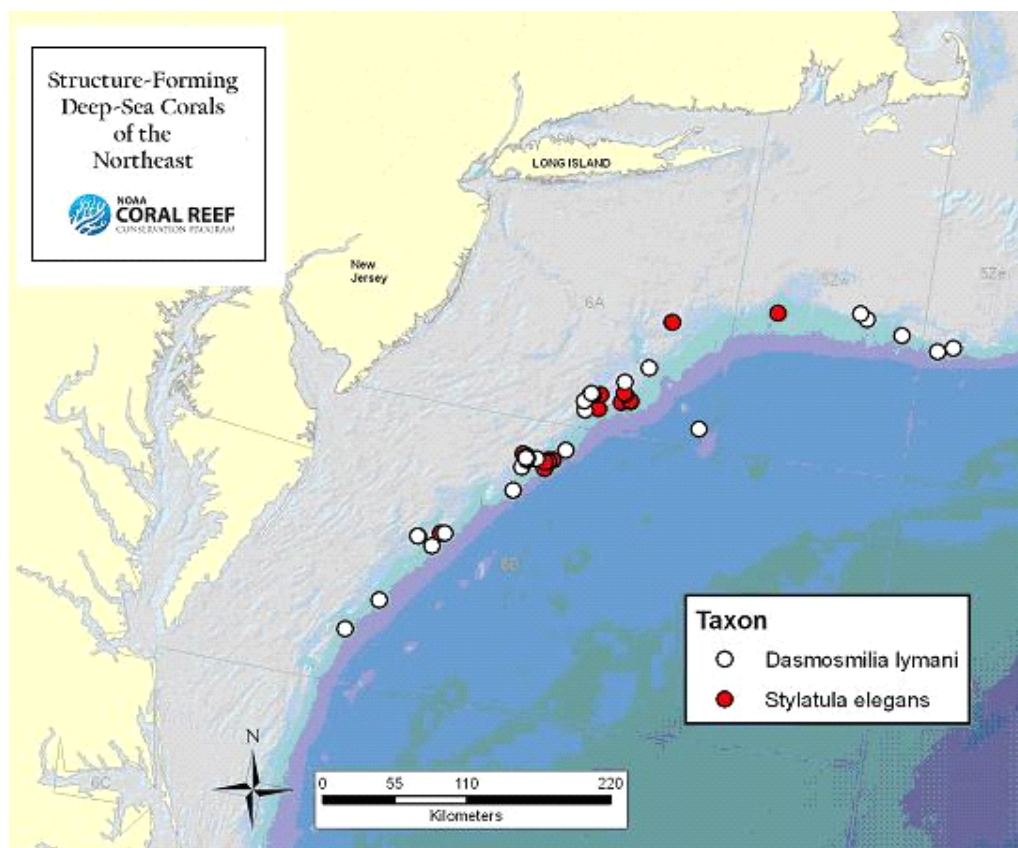 Structure-Forming
Deep-Sea Corals
of the
Northeast
NOAA
CORAL REEF
CONSERVATION PROGRAM
LONG ISLAND
New
Jersey
6A
5Zw
5Ze
6B
6C
Taxon
Dasmosmilia lymani
Stylatula elegans
N
0 55 110 220
Kilometers